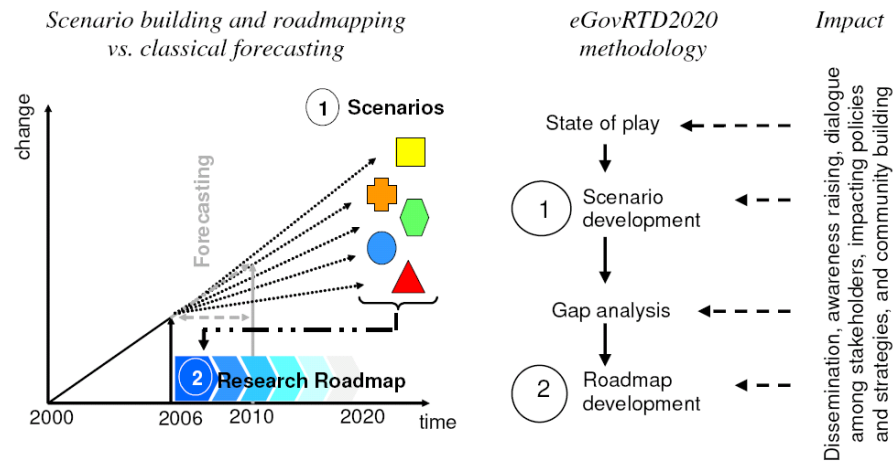 Scenario building and roadmapping
vs. classical forecasting
change
Forecasting
1 Scenarios
2 Research Roadmap
2000
2006
2010
2020
time
eGovRTD2020
methodology
State of play
1
Scenario
development
Gap analysis
2
Roadmap
development
Impact
Dissemination, awareness raising, dialogue
among stakeholders, impacting policies
and strategies, and community building